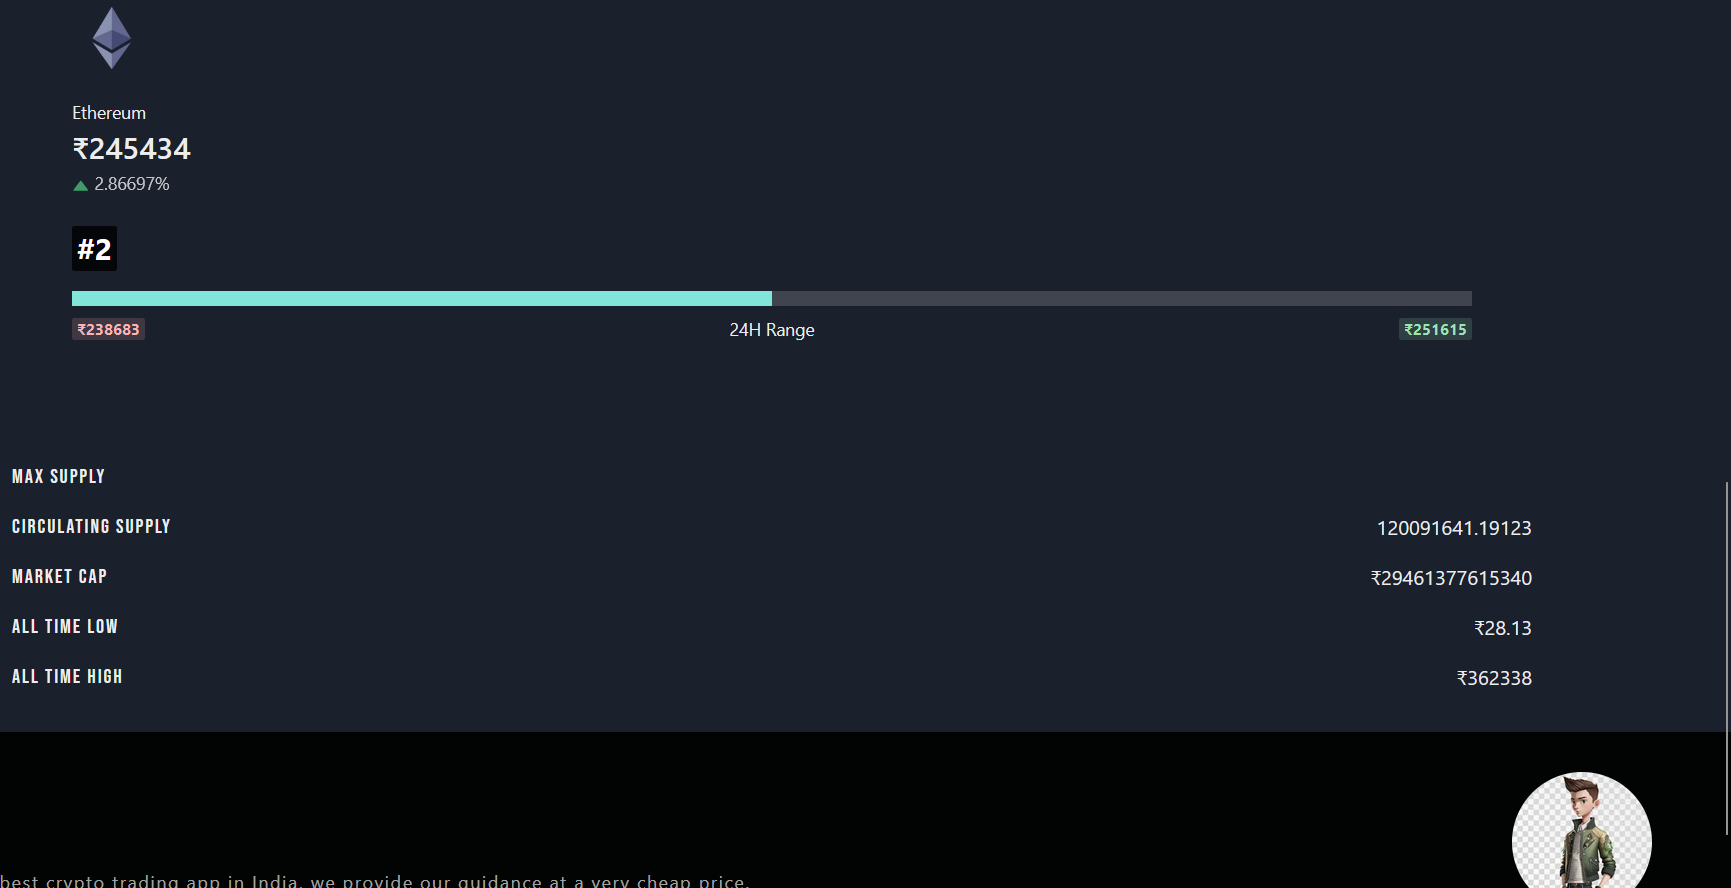 Ethereum
₹245434
2.86697%
#2
₹238683 24H Range ₹251615
MAX SUPPLY
CIRCULATING SUPPLY 120091641.19123
MARKET CAP ₹29461377615340
ALL TIME LOW ₹28.13
ALL TIME HIGH ₹362338
best crypto trading app in India, we provide our guidance at a very cheap price.